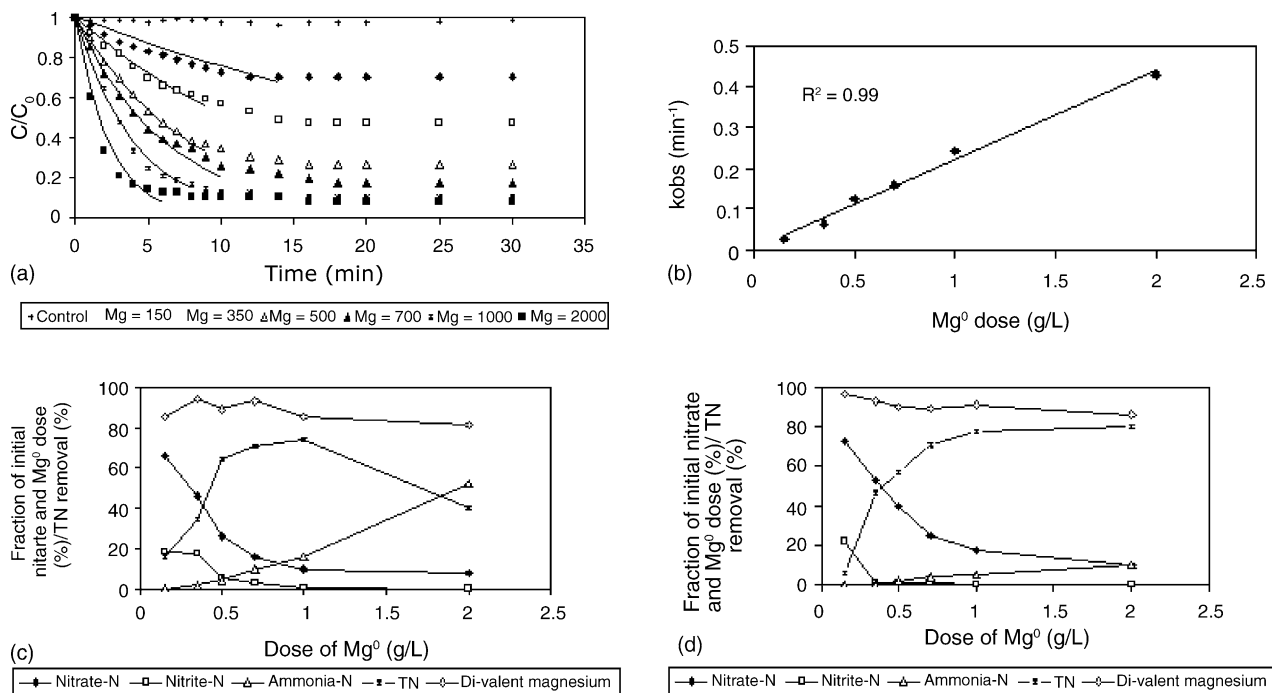 1
0.8
0.6
0.4
0.2
0
C/C0
0 5 10 15 20 25 30 35
Time (min)
(a)
Control Mg = 150 Mg = 350 Mg = 500 Mg = 700 Mg = 1000 Mg = 2000
0.5
0.4
0.3
0.2
0.1
0
kobs (min-1)
R2 = 0.99
0 0.5 1 1.5 2 2.5
Mg0 dose (g/L)
(b)
100
80
60
40
20
0
Fraction of initial
nitarte and Mg0 dose
(%)/TN removal (%)
0 0.5 1 1.5 2 2.5
Dose of Mg0 (g/L)
(c)
Nitrate-N Nitrite-N Ammonia-N TN Di-valent magnesium
100
80
60
40
20
0
Fraction of initial nitrate
and Mg0 dose (%)/ TN
removal (%)
0 0.5 1 1.5 2 2.5
Dose of Mg0 (g/L)
(d)
Nitrate-N Nitrite-N Ammonia-N TN Di-valent magnesium